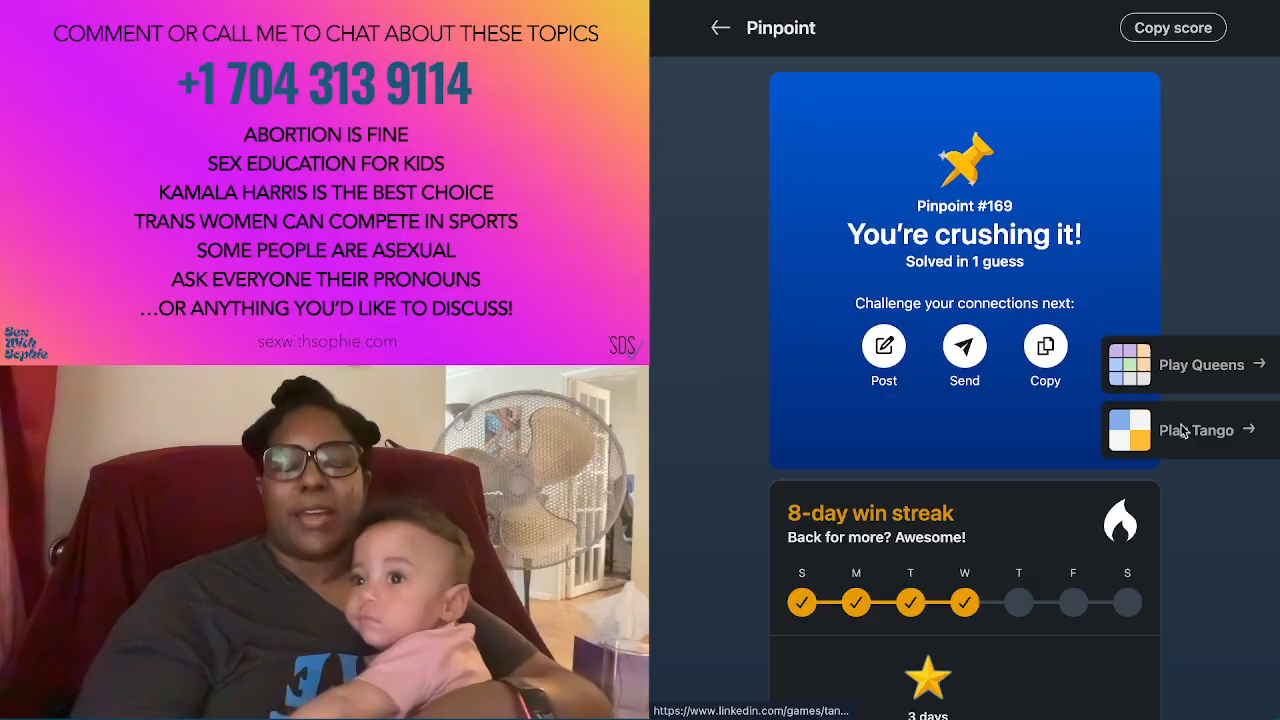 COMMENT OR CALL ME TO CHAT ABOUT THESE TOPICS
+1 704 313 9114
ABORTION IS FINE
SEX EDUCATION FOR KIDS
KAMALA HARRIS IS THE BEST CHOICE
TRANS WOMEN CAN COMPETE IN SPORTS
SOME PEOPLE ARE ASEXUAL
ASK EVERYONE THEIR PRONOUNS
...OR ANYTHING YOU'D LIKE TO DISCUSS!
sexwithsophie.com
Sex
With
Sophie
SDS
Pinpoint
Copy score
Pinpoint #169
You're crushing it!
Solved in 1 guess
Challenge your connections next:
Post
Send
Copy
Play Queens →
Play Tango →
8-day win streak
Back for more? Awesome!
S M T W T F S
3 days
https://www.linkedin.com/games/tan...